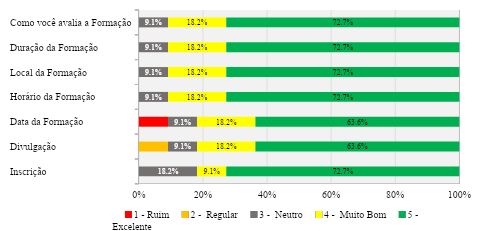 Como você avalia a Formação 9.1% 18.2% 72.7%
Duração da Formação 9.1% 18.2% 72.7%
Local da Formação 9.1% 18.2% 72.7%
Horário da Formação 9.1% 18.2% 72.7%
Data da Formação 9.1% 18.2% 63.6%
Divulgação 9.1% 18.2% 63.6%
Inscrição 18.2% 9.1% 72.7%
0% 20% 40% 60% 80% 100%
1 - Ruim 2 - Regular 3 - Neutro 4 - Muito Bom 5 -
Excelente